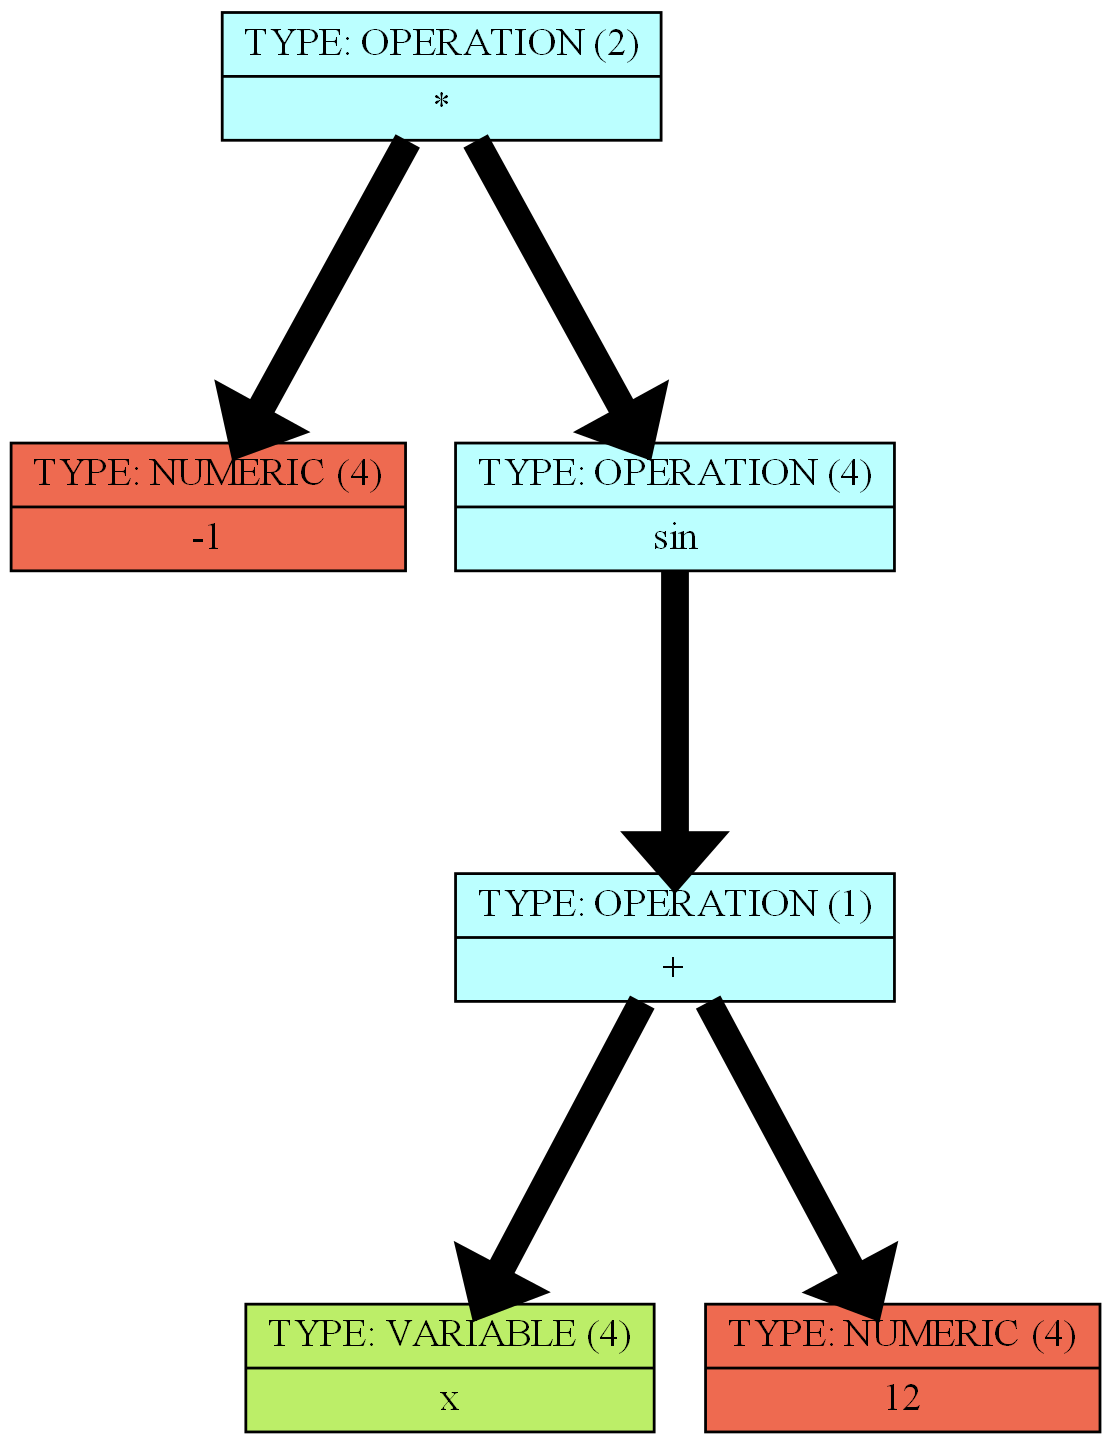 TYPE: OPERATION (2)
*
TYPE: NUMERIC (4)
-1
TYPE: OPERATION (4)
sin
TYPE: OPERATION (1)
+
TYPE: VARIABLE (4)
x
TYPE: NUMERIC (4)
12